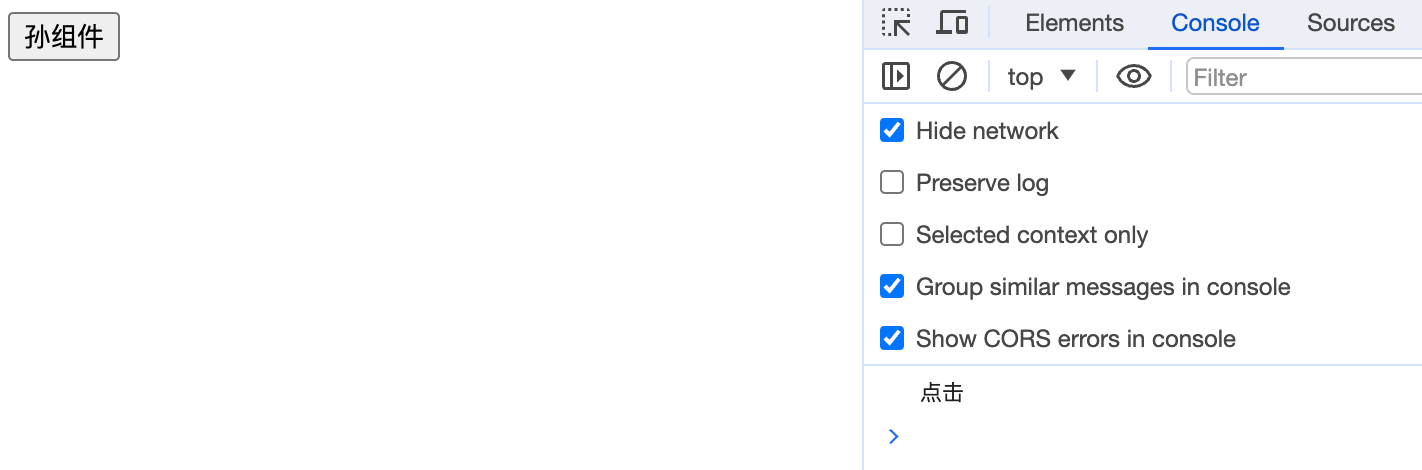 孙组件
Elements Console Sources
top Filter
Hide network
Preserve log
Selected context only
Group similar messages in console
Show CORS errors in console
点击